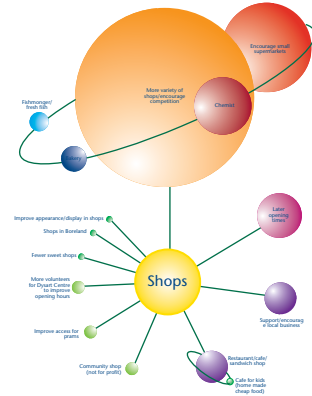 Encourage small
supermarkets
More variety of
shops/encourage
competition
Chemist
Fishmonger/
fresh fish
Bakery
Later
opening
times
Improve appearance/display in shops
Shops in Boreland
Fewer sweet shops
More volunteers
for Dysart Centre
to improve
opening hours
Shops
Support/encourag
e local business
Improve access for
prams
Restaurant/cafe/
sandwich shop
Community shop
(not for profit)
Cafe for kids
(home made
cheap food)